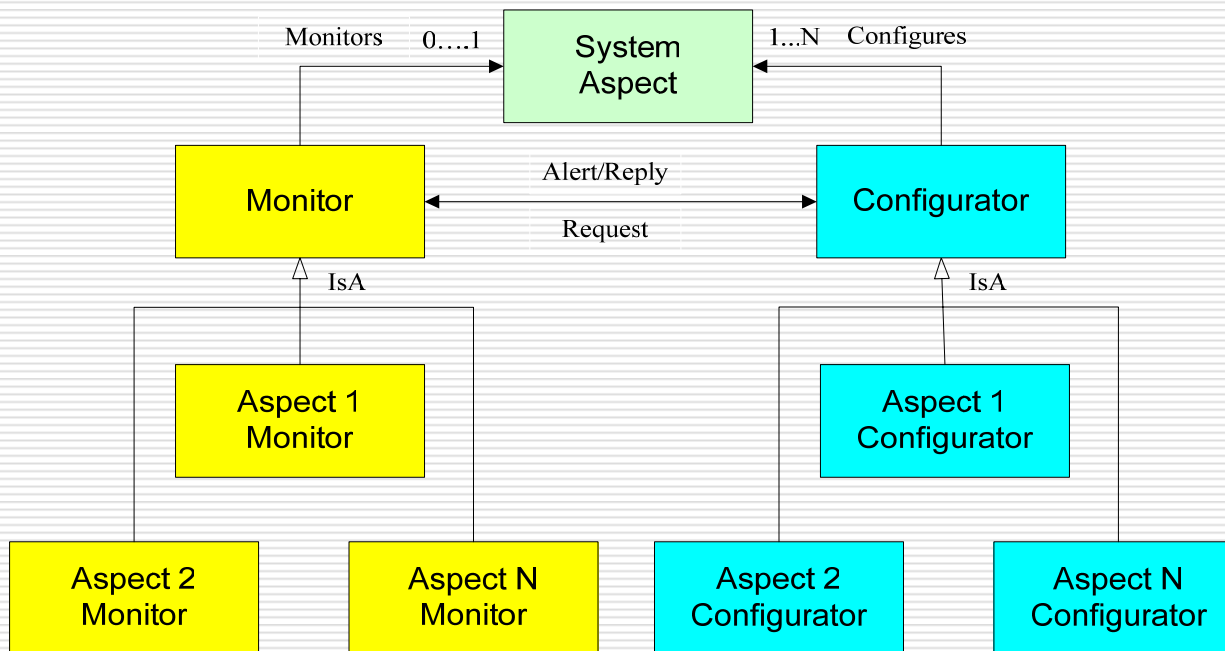 Monitors 0....1
System
Aspect
1...N Configures
Monitor
Alert/Reply
Request
Configurator
IsA
IsA
Aspect 1
Monitor
Aspect 1
Configurator
Aspect 2
Monitor
Aspect N
Monitor
Aspect 2
Configurator
Aspect N
Configurator